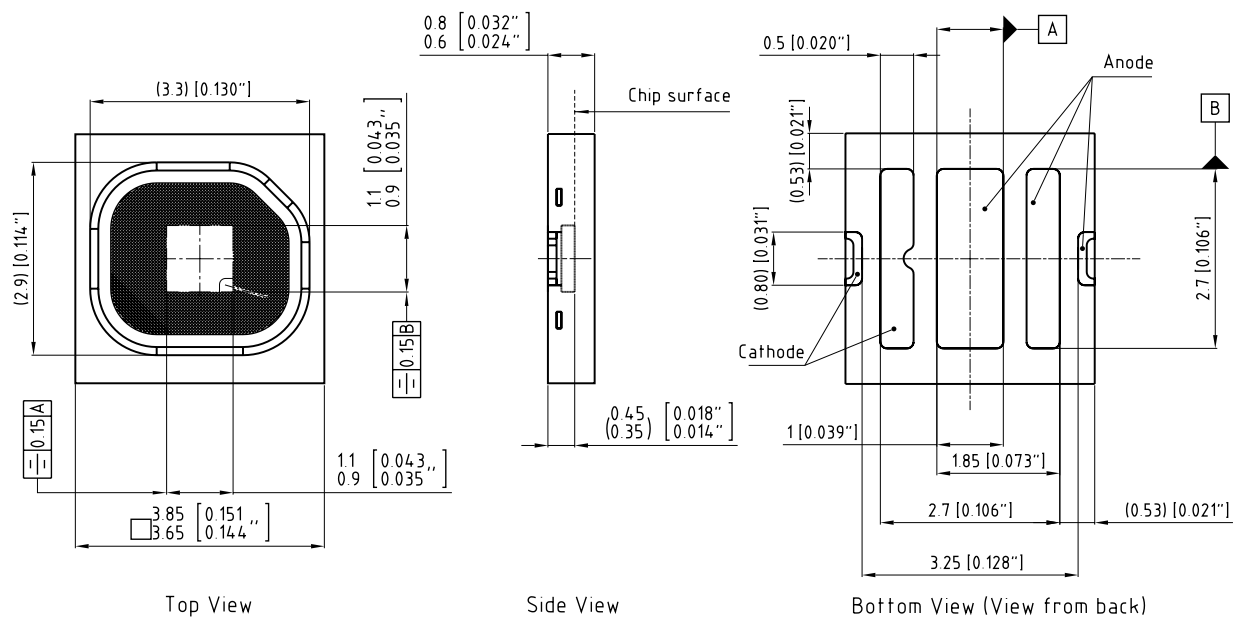 (3.3) [0.130"]
(2.9) [0.114"]
1.1 [0.043"
0.9 0.035]
0.15 B
0.15 A
1.1 [0.043"
0.9 0.035]
3.85 [0.151"
3.65 0.144]
Top View
0.8 [0.032"
0.6 0.024"]
Chip surface
0.45 [0.018"
(0.35) 0.014"]
Side View
0.5 [0.020"]
A
Anode
B
(0.53) [0.021"]
(0.80) [0.031"]
2.7 [0.106"]
Cathode
1 [0.039"]
1.85 [0.073"]
2.7 [0.106"]
(0.53) [0.021"]
3.25 [0.128"]
Bottom View (View from back)